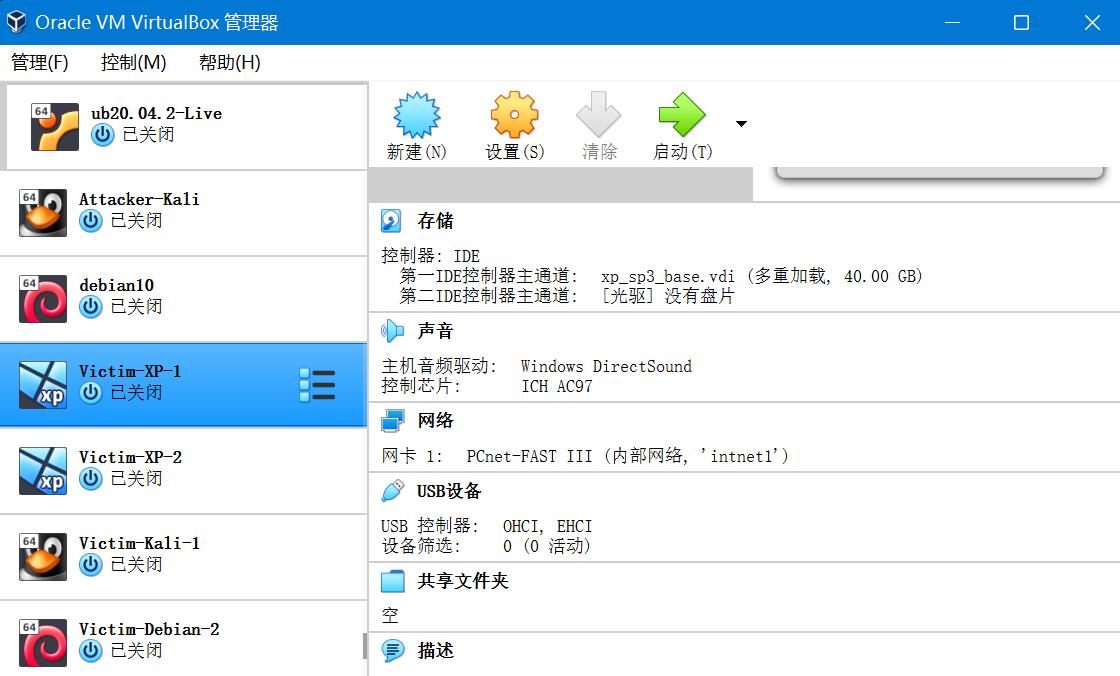 Oracle VM VirtualBox 管理器
管理(F) 控制(M) 帮助(H)
64
ub20.04.2-Live
已关闭
64
Attacker-Kali
已关闭
64
debian10
已关闭
xp
Victim-XP-1
已关闭
xp
Victim-XP-2
已关闭
64
Victim-Kali-1
已关闭
64
Victim-Debian-2
已关闭
新建(N) 设置(S) 清除 启动(T)
存储
控制器: IDE
第一IDE控制器主通道: xp_sp3_base.vdi (多重加载, 40.00 GB)
第二IDE控制器主通道: [光驱] 没有盘片
声音
主机音频驱动: Windows DirectSound
控制芯片: ICH AC97
网络
网卡 1: PCnet-FAST III (内部网络, 'intnet1')
USB设备
USB 控制器: OHCI, EHCI
设备筛选: 0 (0 活动)
共享文件夹
空
描述